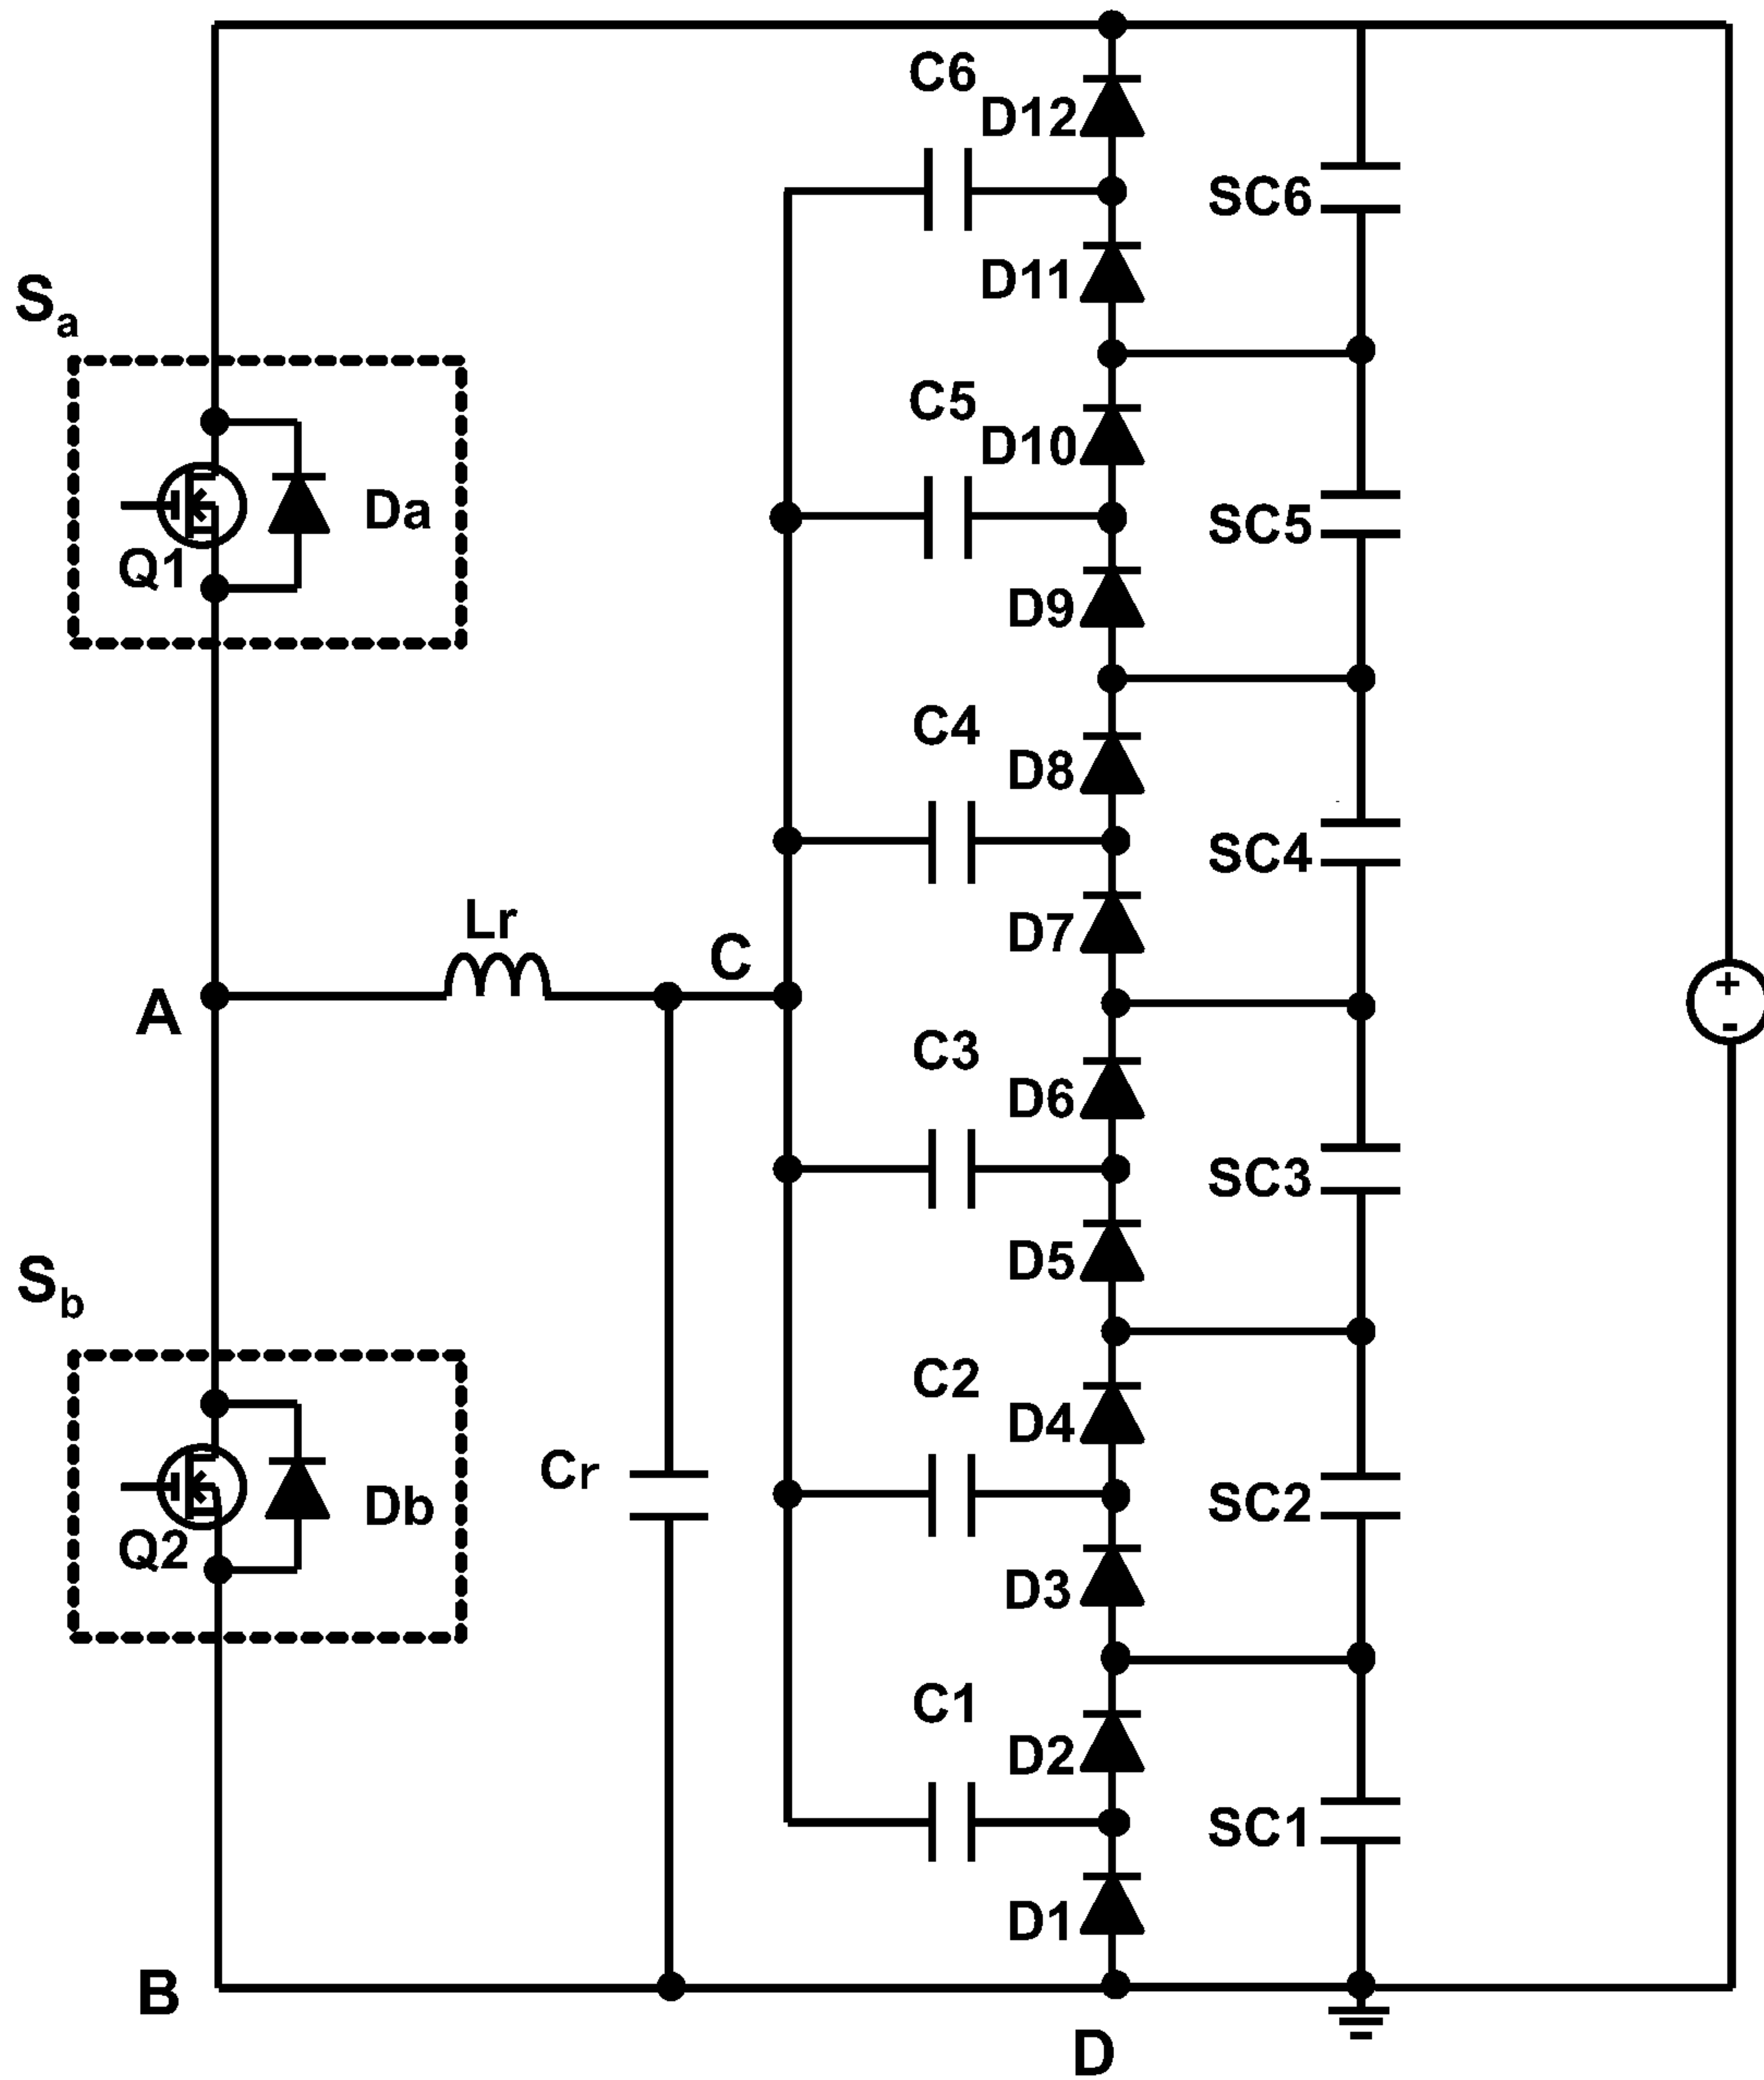 C6
D12
SC6
D11
Sa
C5
D10
Da
SC5
Q1
D9
C4
D8
SC4
Lr
D7
C
A
+
-
C3
D6
SC3
D5
Sb
C2
D4
Cr
Db
SC2
Q2
D3
C1
D2
SC1
D1
B
D